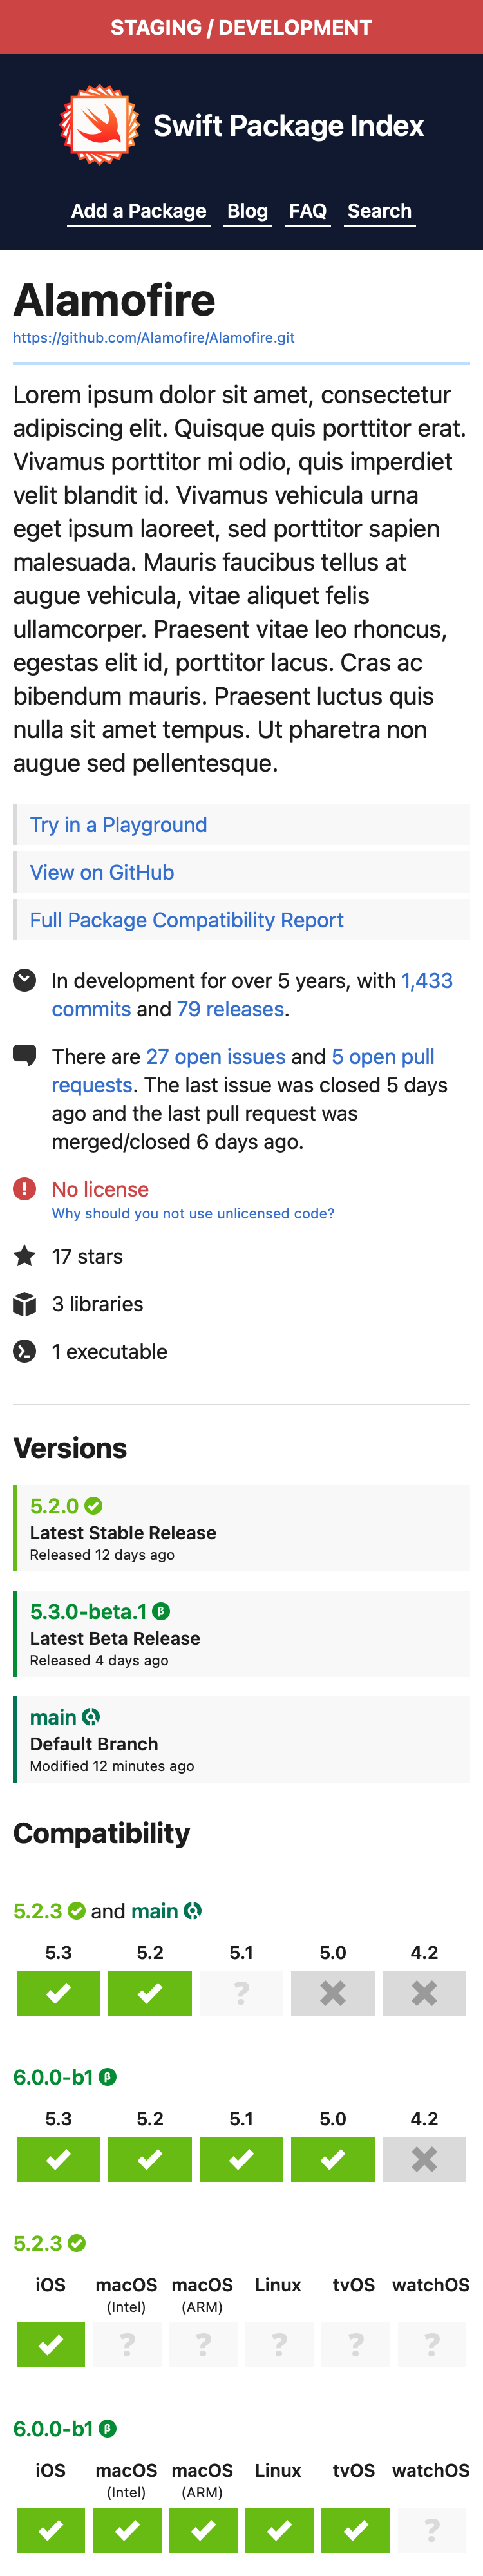 STAGING / DEVELOPMENT
Swift Package Index
Add a Package Blog FAQ Search
Alamofire
https://github.com/Alamofire/Alamofire.git
Lorem ipsum dolor sit amet, consectetur
adipiscing elit. Quisque quis porttitor erat.
Vivamus porttitor mi odio, quis imperdiet
velit blandit id. Vivamus vehicula urna
eget ipsum laoreet, sed porttitor sapien
malesuada. Mauris faucibus tellus at
augue vehicula, vitae aliquet felis
ullamcorper. Praesent vitae leo rhoncus,
egestas elit id, porttitor lacus. Cras ac
bibendum mauris. Praesent luctus quis
nulla sit amet tempus. Ut pharetra non
augue sed pellentesque.
Try in a Playground
View on GitHub
Full Package Compatibility Report
In development for over 5 years, with 1,433
commits and 79 releases.
There are 27 open issues and 5 open pull
requests. The last issue was closed 5 days
ago and the last pull request was
merged/closed 6 days ago.
No license
Why should you not use unlicensed code?
17 stars
3 libraries
1 executable
Versions
5.2.0
Latest Stable Release
Released 12 days ago
5.3.0-beta.1 β
Latest Beta Release
Released 4 days ago
main
Default Branch
Modified 12 minutes ago
Compatibility
5.2.3 and main
5.3 5.2 5.1 5.0 4.2
?
6.0.0-b1 β
5.3 5.2 5.1 5.0 4.2
5.2.3
iOS macOS macOS Linux tvOS watchOS
(Intel) (ARM)
? ? ? ? ?
6.0.0-b1 β
iOS macOS macOS Linux tvOS watchOS
(Intel) (ARM)
?